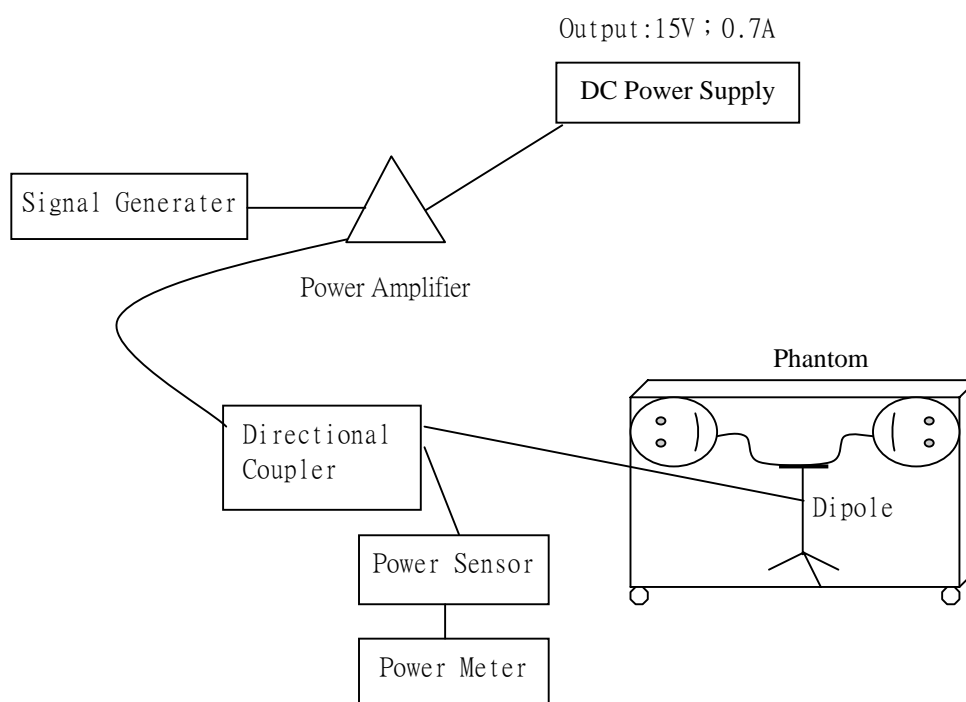 Output:15V；0.7A
DC Power Supply
Signal Generater
Power Amplifier
Phantom
Directional
Coupler
Dipole
Power Sensor
Power Meter